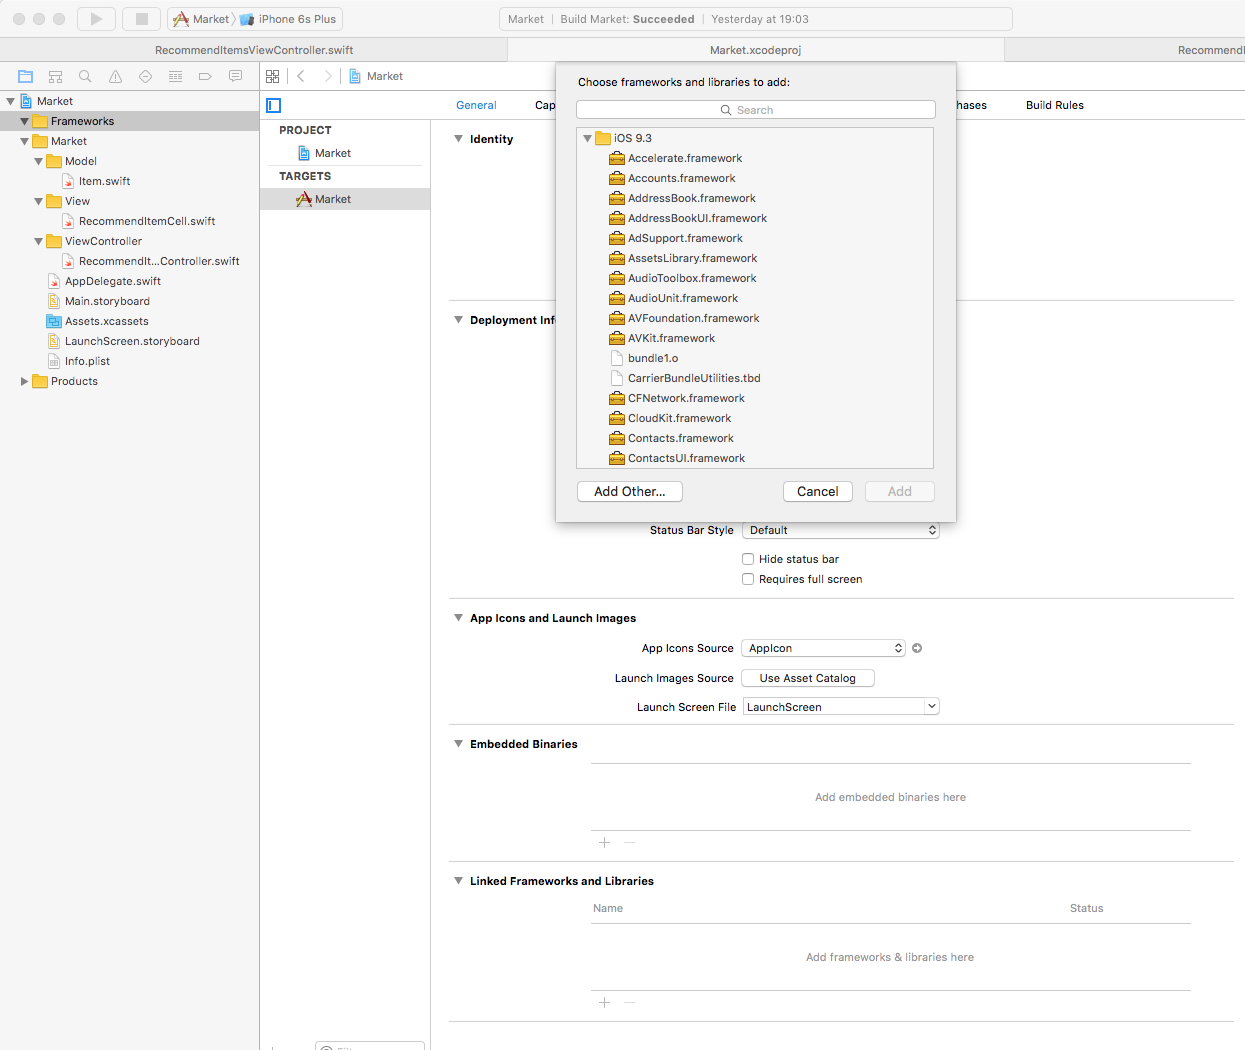 Market iPhone 6s Plus
Market | Build Market: Succeeded | Yesterday at 19:03
RecommendItemsViewController.swift
Market.xcodeproj
Market
General
Build Rules
Market
Frameworks
Market
Model
Item.swift
View
RecommendItemCell.swift
ViewController
RecommendIt...Controller.swift
AppDelegate.swift
Main.storyboard
Assets.xcassets
LaunchScreen.storyboard
Info.plist
Products
PROJECT
Market
TARGETS
Market
Choose frameworks and libraries to add:
Search
iOS 9.3
Accelerate.framework
Accounts.framework
AddressBook.framework
AddressBookUI.framework
AdSupport.framework
AssetsLibrary.framework
AudioToolbox.framework
AudioUnit.framework
AVFoundation.framework
AVKit.framework
bundle1.o
CarrierBundleUtilities.tbd
CFNetwork.framework
CloudKit.framework
Contacts.framework
ContactsUI.framework
Add Other...
Cancel
Add
Identity
Deployment
Status Bar Style Default
Hide status bar
Requires full screen
App Icons and Launch Images
App Icons Source AppIcon
Launch Images Source Use Asset Catalog
Launch Screen File LaunchScreen
Embedded Binaries
Add embedded binaries here
Linked Frameworks and Libraries
Name Status
Add frameworks & libraries here